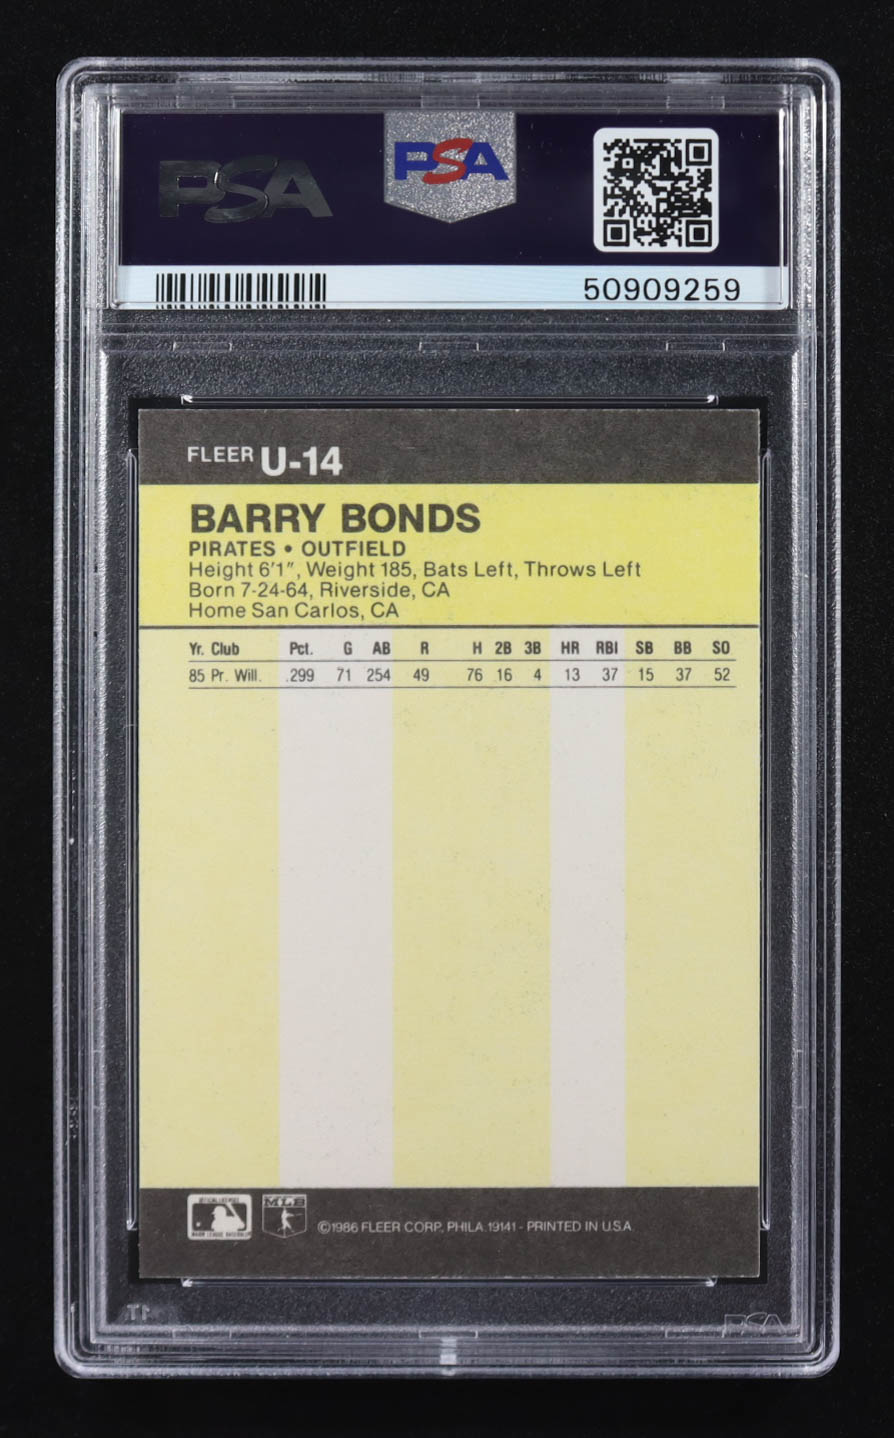 PSA
PSA
50909259
FLEER U-14
BARRY BONDS
PIRATES • OUTFIELD
Height 6'1", Weight 185, Bats Left, Throws Left
Born 7-24-64, Riverside, CA
Home San Carlos, CA
Yr. Club Pct. G AB R H 2B 3B HR RBI SB BB SO
85 Pr. Will. .299 71 254 49 76 16 4 13 37 15 37 52
MLB
©1986 FLEER CORP., PHILA. 19141 - PRINTED IN U.S.A.
PSA